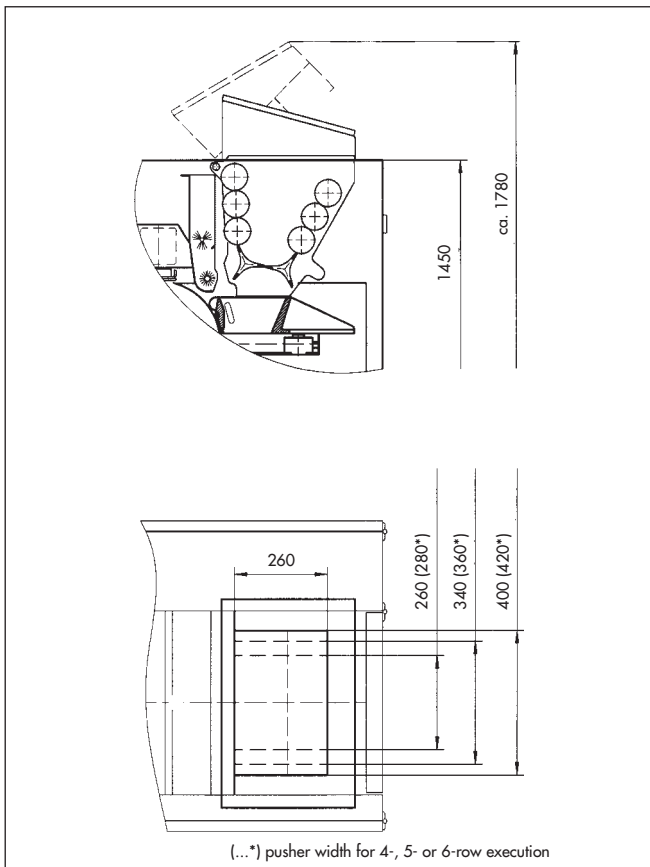 ca. 1780
1450
260
260 (280*)
340 (360*)
400 (420*)
(...*) pusher width for 4-, 5- or 6-row execution